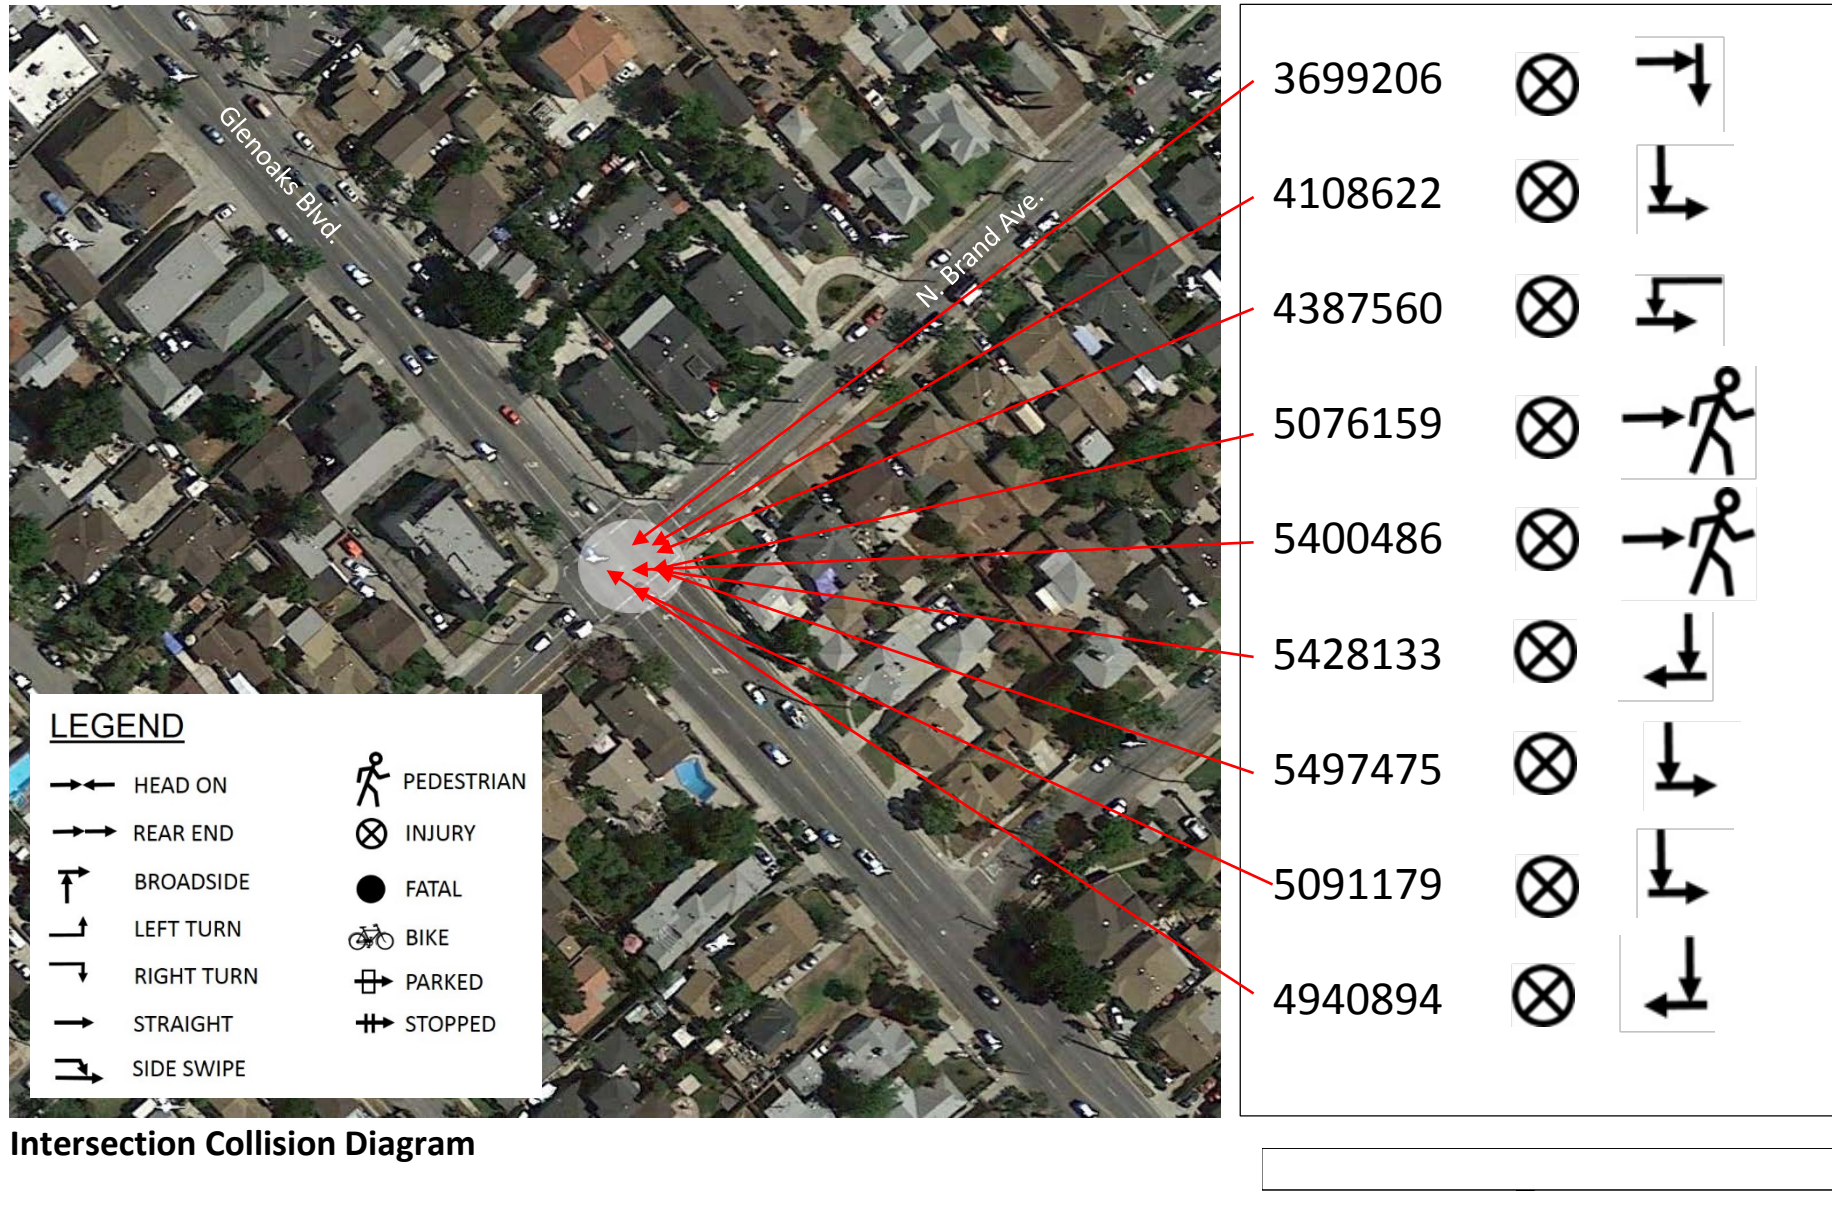 Glenoaks Blvd.
N. Brand Ave.
3699206
4108622
4387560
5076159
5400486
5428133
5497475
5091179
4940894
LEGEND
HEAD ON
REAR END
BROADSIDE
LEFT TURN
RIGHT TURN
STRAIGHT
SIDE SWIPE
PEDESTRIAN
INJURY
FATAL
BIKE
PARKED
STOPPED
Intersection Collision Diagram